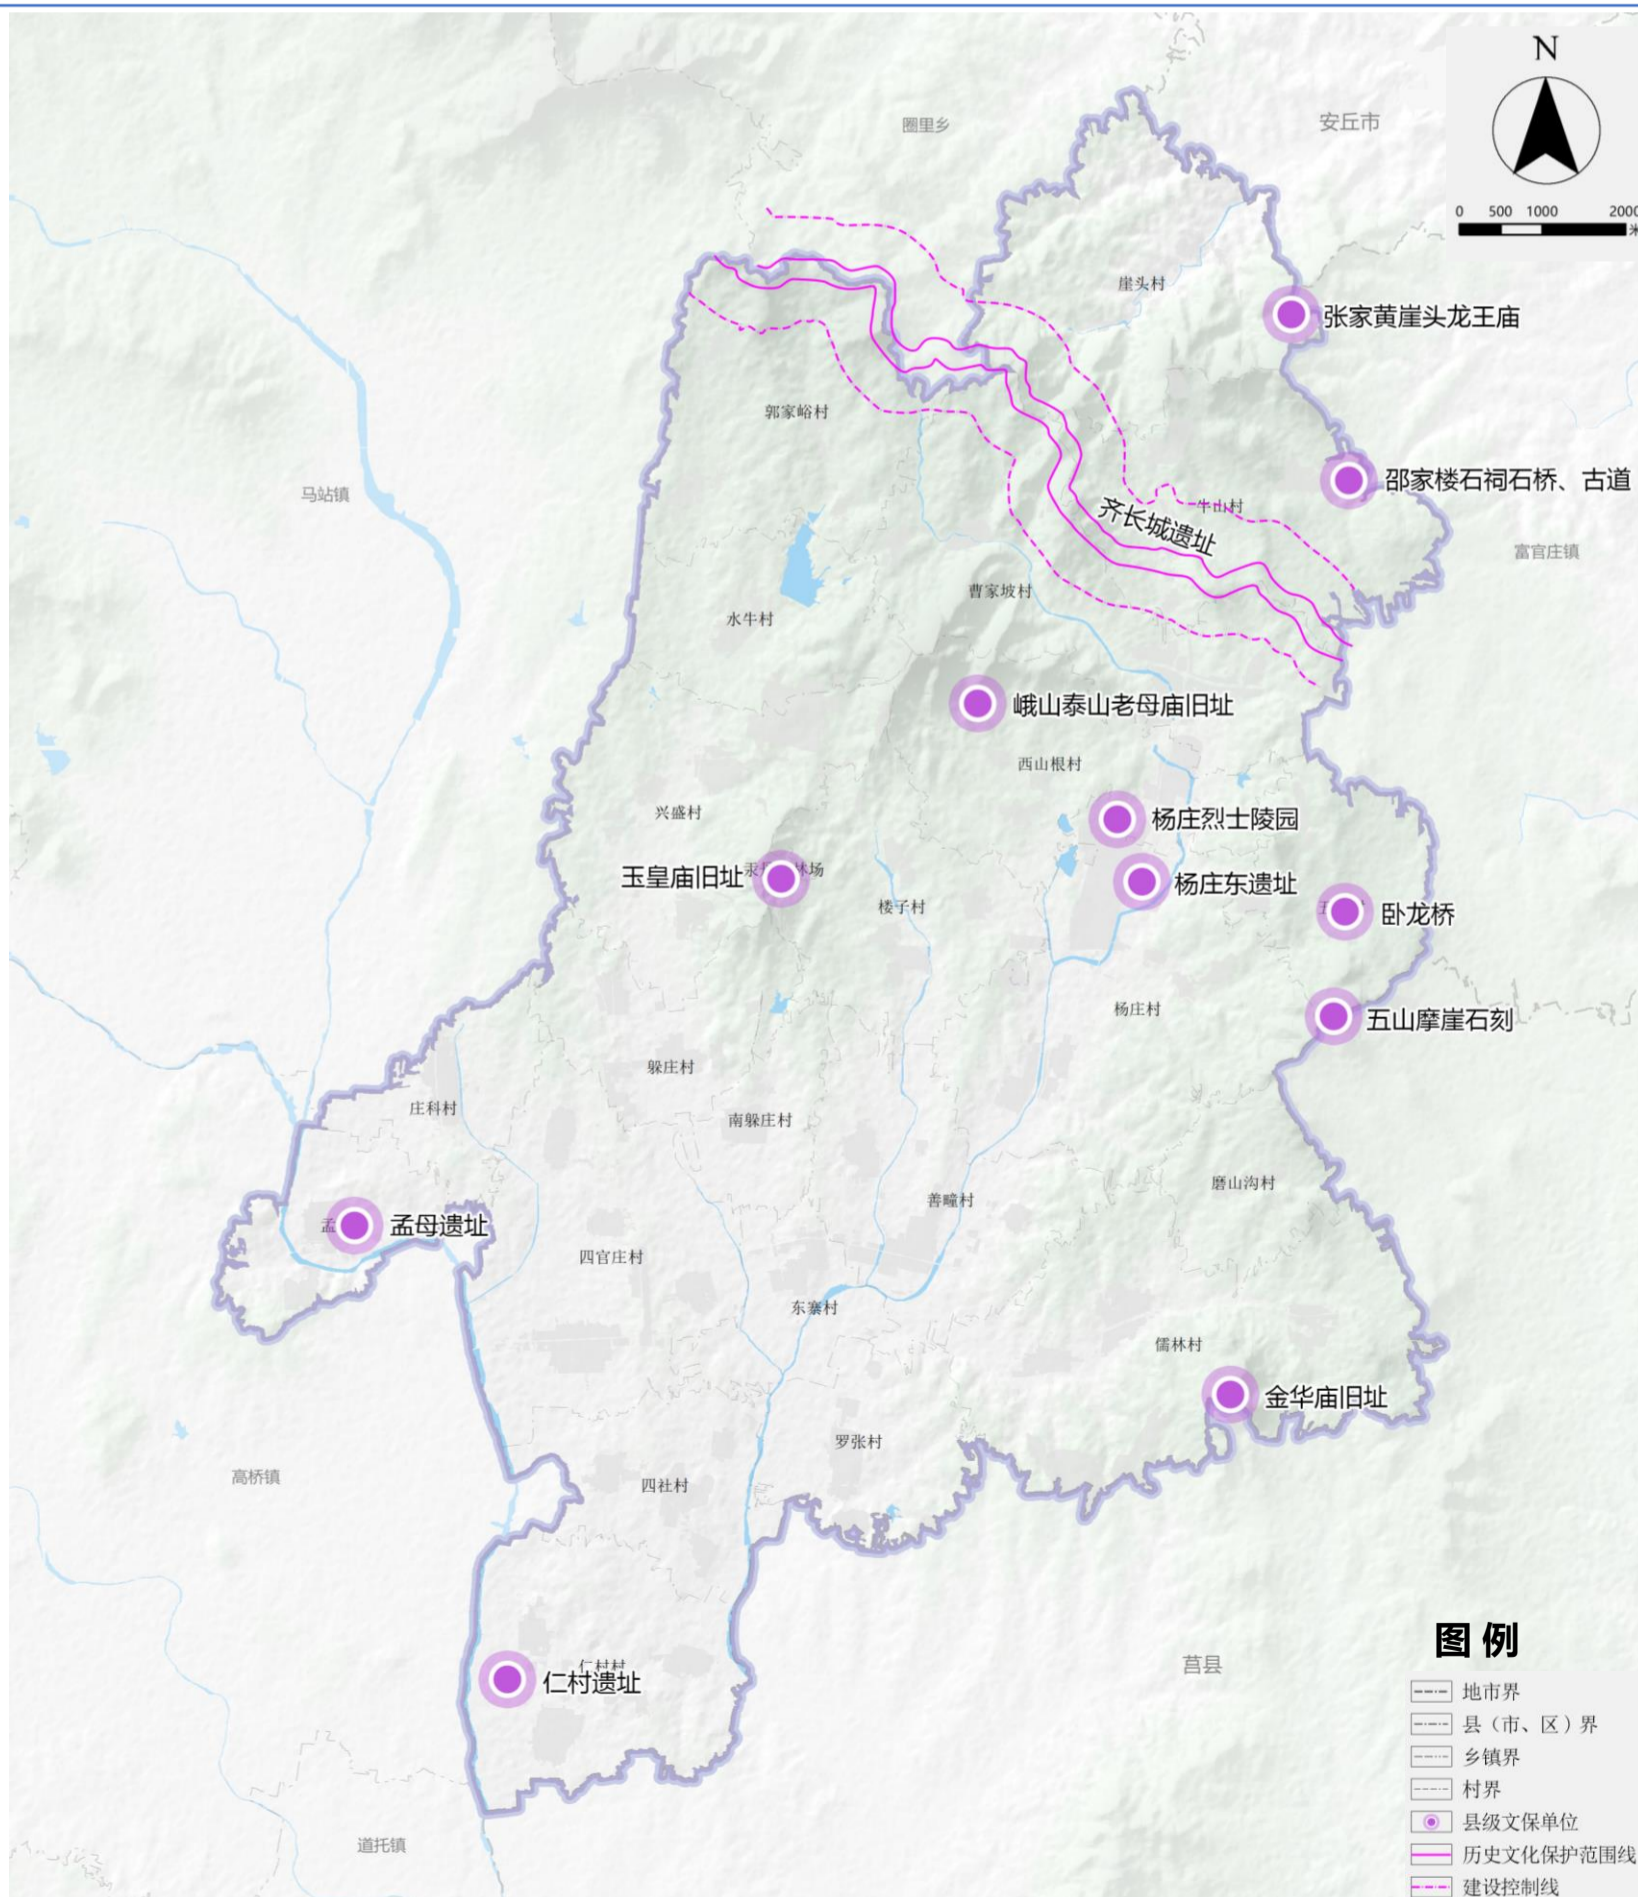 N
圈里乡
安丘市
0 500 1000 2000
米
崖头村
张家黄崖头龙王庙
郭家峪村
邵家楼石祠石桥、古道
马站镇
牛山村
齐长城遗址
富官庄镇
曹家坡村
水牛村
峨山泰山老母庙旧址
西山根村
兴盛村
杨庄烈士陵园
玉皇庙旧址
林场
杨庄东遗址
楼子村
卧龙桥
杨庄村
五山摩崖石刻
躲庄村
庄科村
南躲庄村
磨山沟村
善疃村
孟
孟母遗址
四官庄村
东寨村
儒林村
金华庙旧址
罗张村
高桥镇
四社村
仁村村
仁村遗址
莒县
道托镇
图 例
地市界
县（市、区）界
乡镇界
村界
县级文保单位
历史文化保护范围线
建设控制线